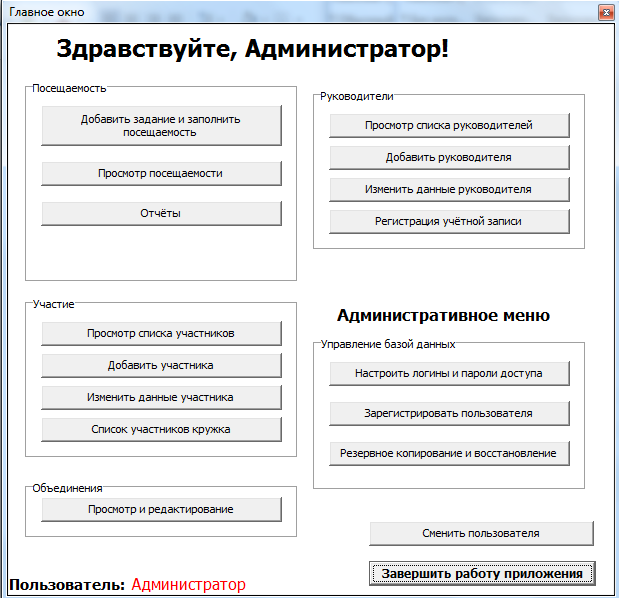 Главное окно
Здравствуйте, Администратор!
Посещаемость
Добавить задание и заполнить
посещаемость
Просмотр посещаемости
Отчёты
Руководители
Просмотр списка руководителей
Добавить руководителя
Изменить данные руководителя
Регистрация учётной записи
Участие
Просмотр списка участников
Добавить участника
Изменить данные участника
Список участников кружка
Административное меню
Управление базой данных
Настроить логины и пароли доступа
Зарегистрировать пользователя
Резервное копирование и восстановление
Объединения
Просмотр и редактирование
Сменить пользователя
Завершить работу приложения
Пользователь: Администратор